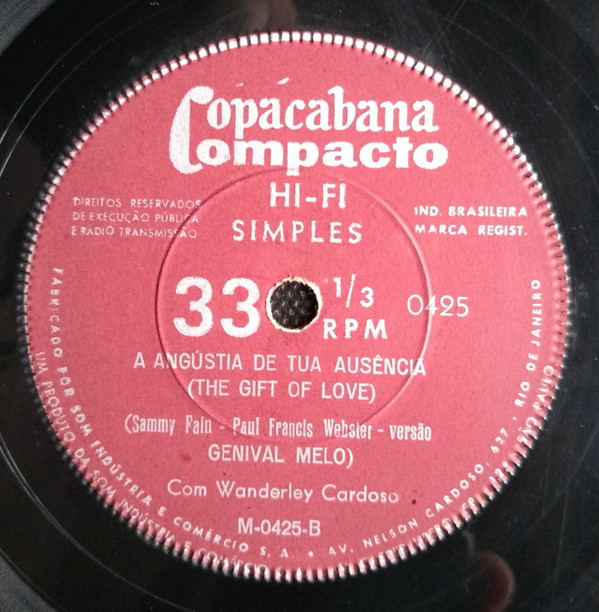 Copacabana
Compacto
HI-FI
SIMPLES
DIREITOS RESERVADOS
DE EXECUÇÃO PÚBLICA
E RADIO TRANSMISSÃO
IND. BRASILEIRA
MARCA REGIST.
33 1/3
RPM
0425
A ANGÚSTIA DE TUA AUSÊNCIA
(THE GIFT OF LOVE)
(Sammy Fain - Paul Francis Webster - versão
GENIVAL MELO)
Com Wanderley Cardoso
M-0425-B
FABRICADO POR SOM INDÚSTRIA E COMÉRCIO S. A. • AV. NELSON CARDOSO, 627 • RIO DE JANEIRO
UM PRODUTO DA SOM INDÚSTRIA E SÃO PAULO